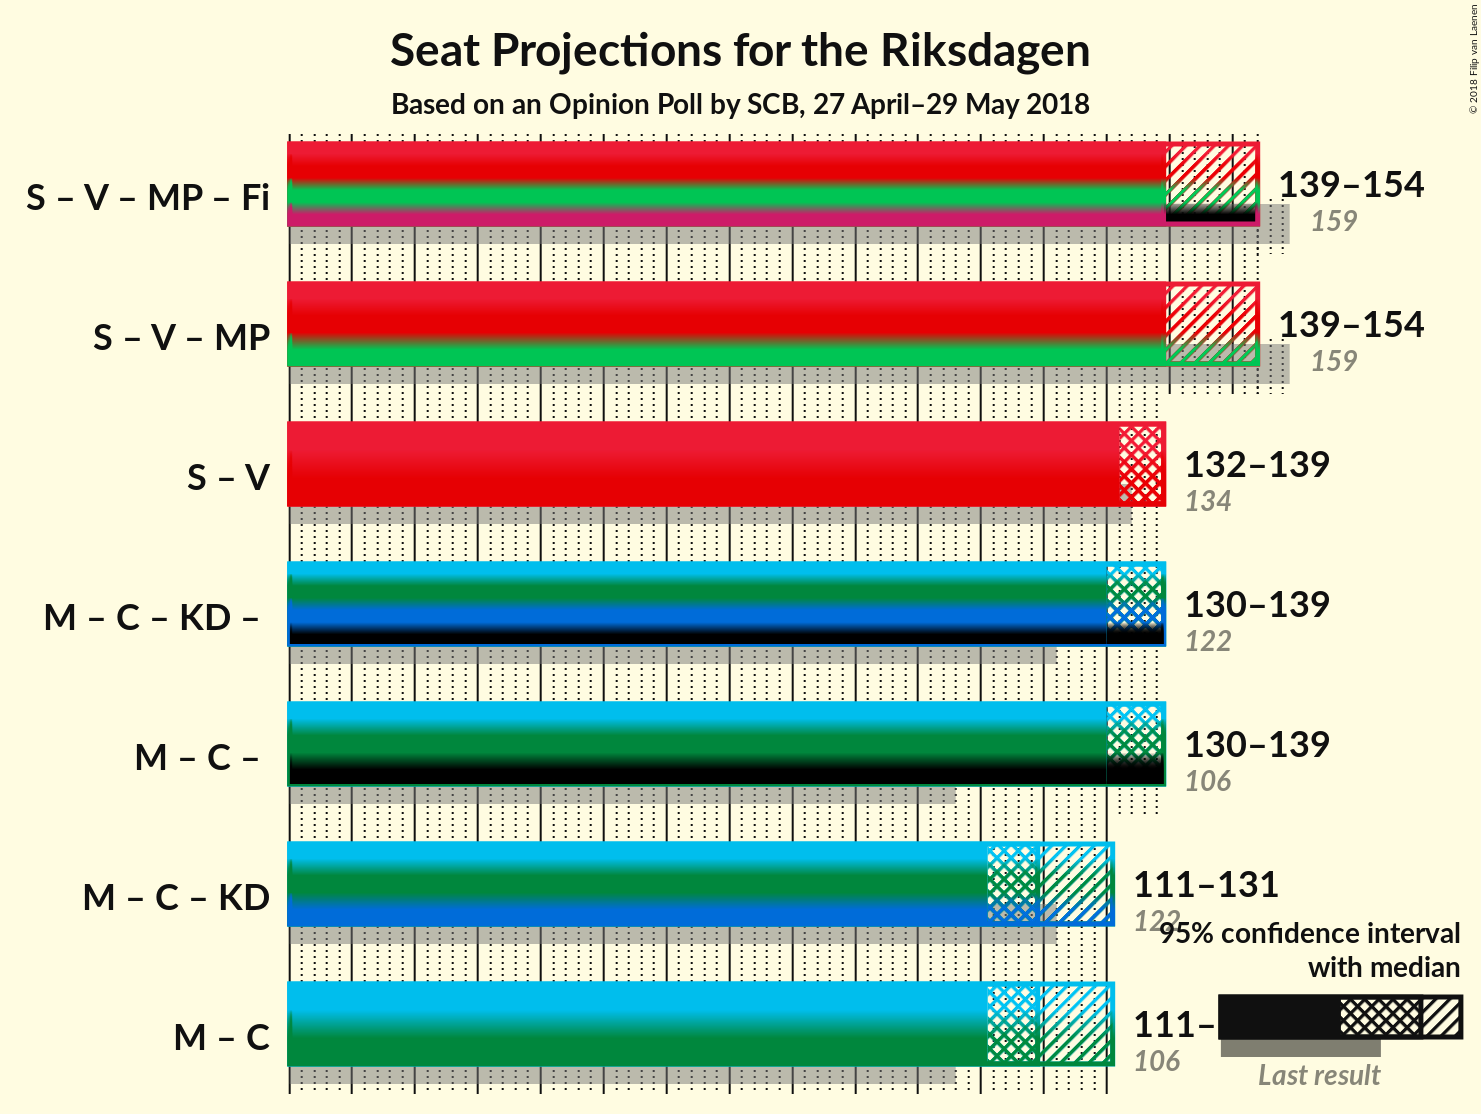 Seat Projections for the Riksdagen
Based on an Opinion Poll by SCB, 27 April–29 May 2018
© 2018 Filip van Laenen
S – V – MP – Fi
139–154
159
S – V – MP
139–154
159
S – V
132–139
134
M – C – KD –
130–139
122
M – C –
130–139
106
M – C – KD
111–131
122
M – C
111–
106
95% confidence interval
with median
Last result